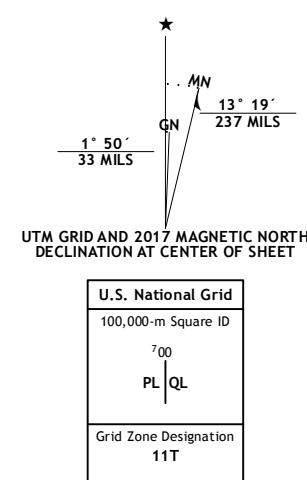 ★
MN
GN
13° 19´
237 MILS
1° 50´
33 MILS
UTM GRID AND 2017 MAGNETIC NORTH
DECLINATION AT CENTER OF SHEET
U.S. National Grid
100,000-m Square ID
⁷00
PL QL
Grid Zone Designation
11T